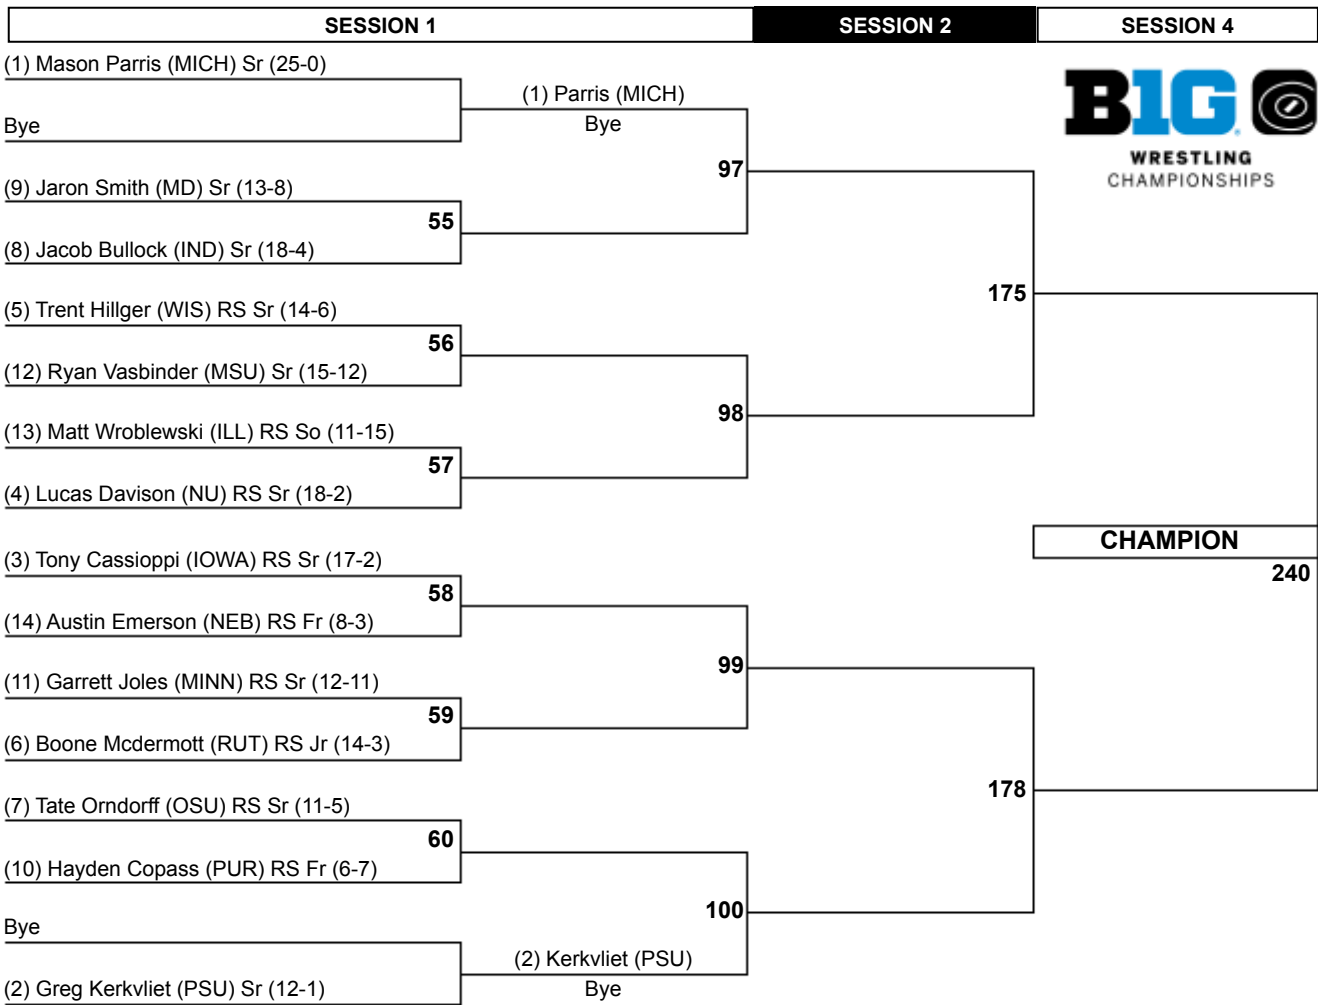 SESSION 1
SESSION 2
SESSION 4
B1G
WRESTLING
CHAMPIONSHIPS
(1) Mason Parris (MICH) Sr (25-0)
Bye
(1) Parris (MICH)
Bye
97
(9) Jaron Smith (MD) Sr (13-8)
55
(8) Jacob Bullock (IND) Sr (18-4)
175
(5) Trent Hillger (WIS) RS Sr (14-6)
56
(12) Ryan Vasbinder (MSU) Sr (15-12)
98
(13) Matt Wroblewski (ILL) RS So (11-15)
57
(4) Lucas Davison (NU) RS Sr (18-2)
CHAMPION
240
(3) Tony Cassioppi (IOWA) RS Sr (17-2)
58
(14) Austin Emerson (NEB) RS Fr (8-3)
99
(11) Garrett Joles (MINN) RS Sr (12-11)
59
(6) Boone Mcdermott (RUT) RS Jr (14-3)
178
(7) Tate Orndorff (OSU) RS Sr (11-5)
60
(10) Hayden Copass (PUR) RS Fr (6-7)
100
Bye
(2) Kerkvliet (PSU)
Bye
(2) Greg Kerkvliet (PSU) Sr (12-1)